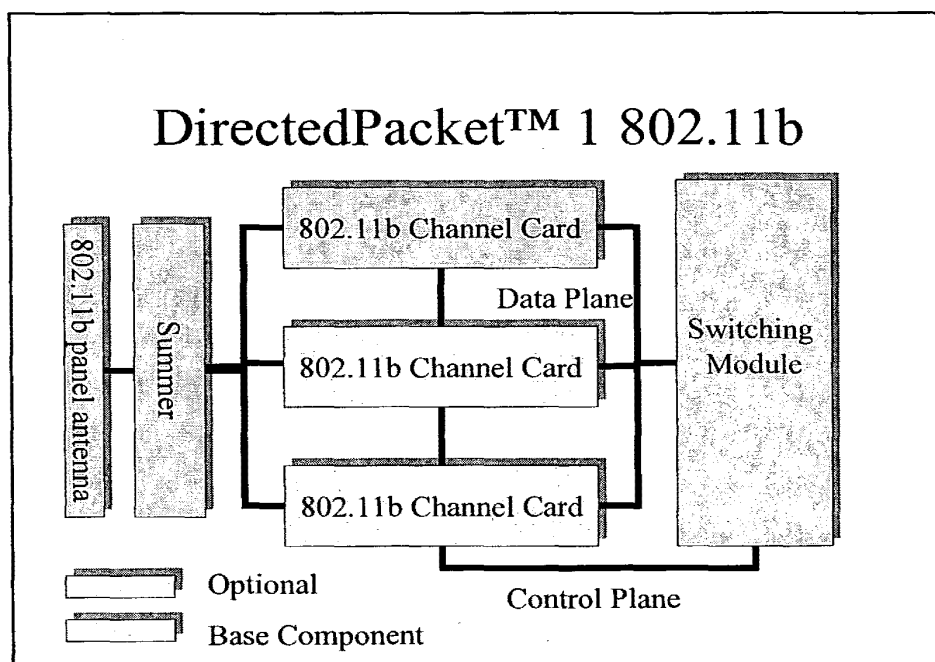 DirectedPacket™ 1 802.11b
802.11b panel antenna
Summer
802.11b Channel Card
Data Plane
802.11b Channel Card
802.11b Channel Card
Switching
Module
Control Plane
Optional
Base Component